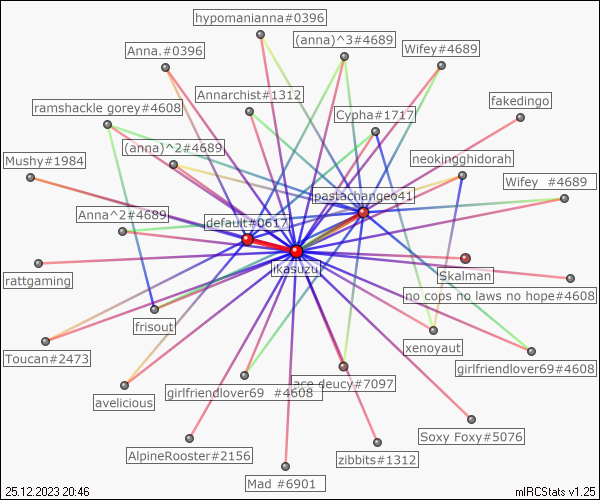 hypomanianna#0396
(anna)^3#4689
Anna.#0396
Wifey#4689
Annarchist#1312
fakedingo
ramshackle gorey#4608
Cypha#1717
(anna)^2#4689
Mushy#1984
neokingghidorah
Wifey  #4689
pastachangeo41
Anna^2#4689
default#0617
ikasuzu
Skalman
rattgaming
no cops no laws no hope#4608
frisout
xenoyaut
Toucan#2473
girlfriendlover69#4608
ace deucy#7097
girlfriendlover69  #4608
avelicious
Soxy Foxy#5076
AlpineRooster#2156
zibbits#1312
Mad #6901
25.12.2023 20:46
mIRCStats v1.25